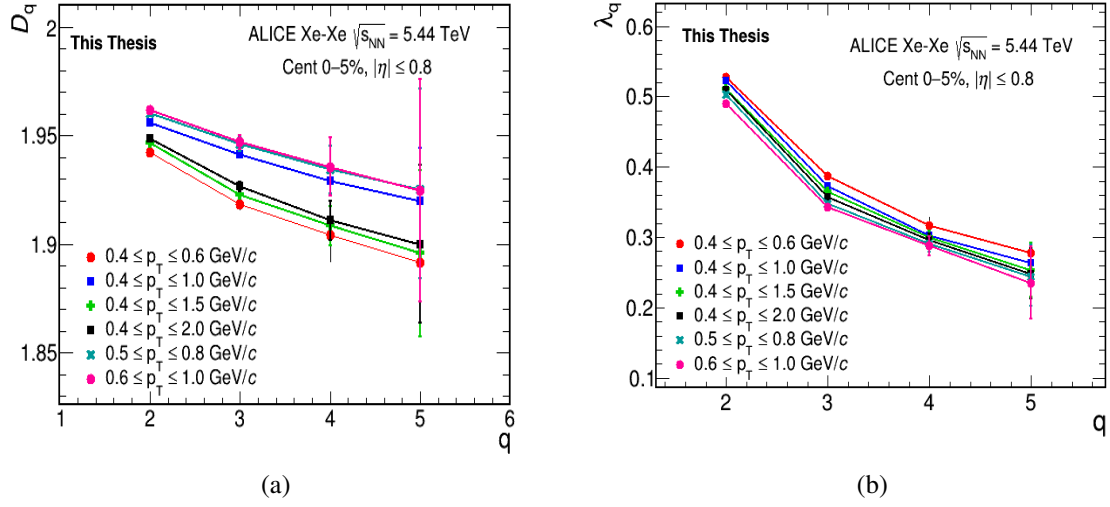 D_q
2
1.95
1.9
1.85
This Thesis
ALICE Xe-Xe √s_NN = 5.44 TeV
Cent 0–5%, |η| ≤ 0.8
0.4 ≤ p_T ≤ 0.6 GeV/c
0.4 ≤ p_T ≤ 1.0 GeV/c
0.4 ≤ p_T ≤ 1.5 GeV/c
0.4 ≤ p_T ≤ 2.0 GeV/c
0.5 ≤ p_T ≤ 0.8 GeV/c
0.6 ≤ p_T ≤ 1.0 GeV/c
1 2 3 4 5 6
q
(a)
λ_q
0.6
0.5
0.4
0.3
0.2
0.1
This Thesis
ALICE Xe-Xe √s_NN = 5.44 TeV
Cent 0–5%, |η| ≤ 0.8
0.4 ≤ p_T ≤ 0.6 GeV/c
0.4 ≤ p_T ≤ 1.0 GeV/c
0.4 ≤ p_T ≤ 1.5 GeV/c
0.4 ≤ p_T ≤ 2.0 GeV/c
0.5 ≤ p_T ≤ 0.8 GeV/c
0.6 ≤ p_T ≤ 1.0 GeV/c
2 3 4 5
q
(b)